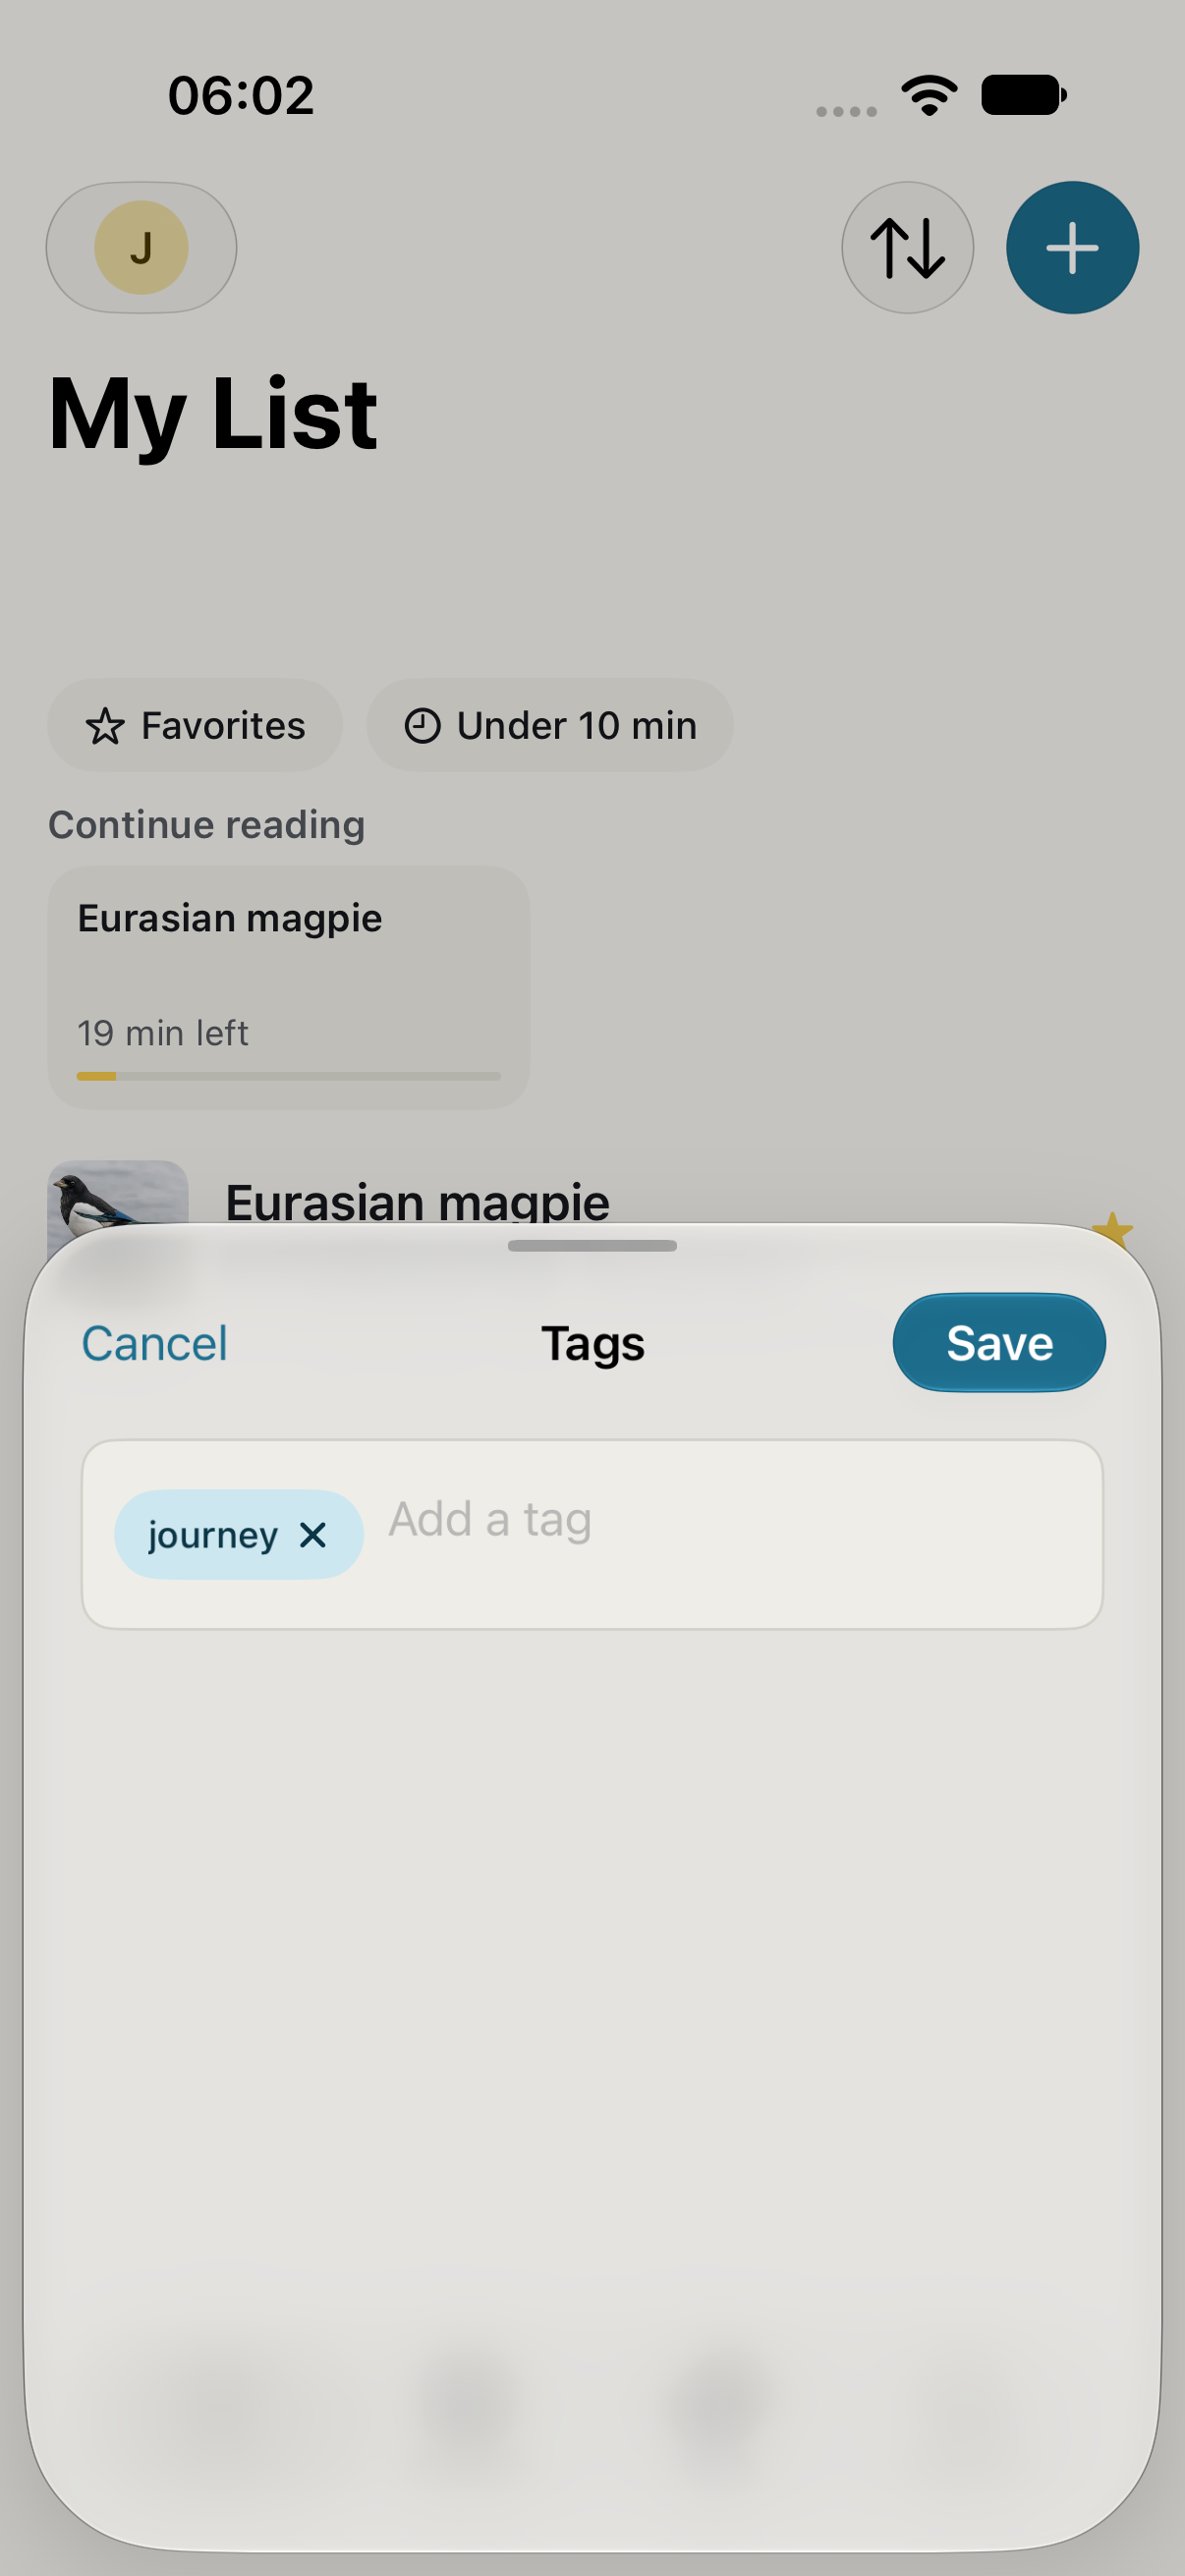 06:02
J
My List
Favorites
Under 10 min
Continue reading
Eurasian magpie
19 min left
Eurasian magpie
Cancel
Tags
Save
journey
Add a tag